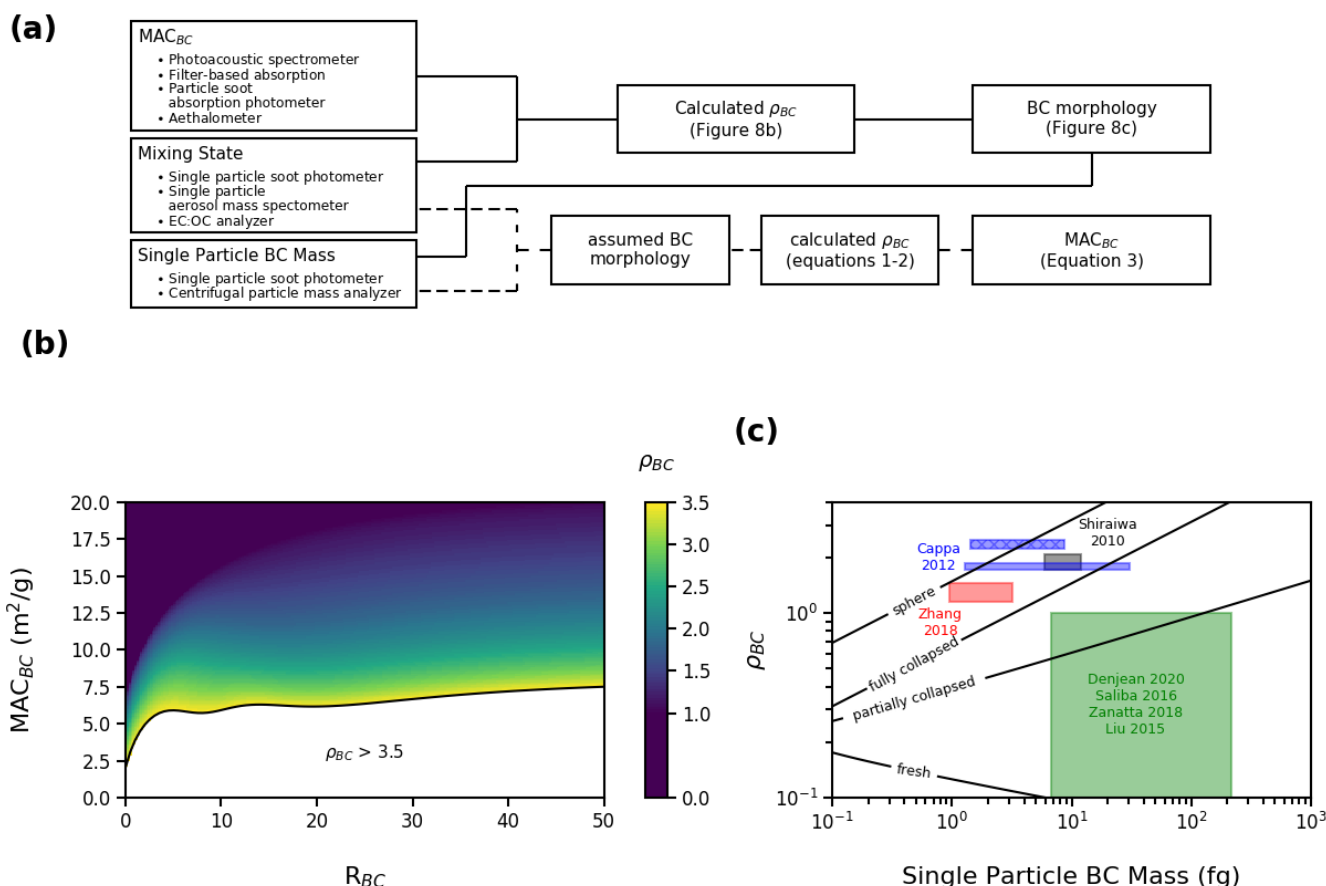 (a)
MAC_BC
• Photoacoustic spectrometer
• Filter-based absorption
• Particle soot
absorption photometer
• Aethalometer
Mixing State
• Single particle soot photometer
• Single particle
aerosol mass spectometer
• EC:OC analyzer
Single Particle BC Mass
• Single particle soot photometer
• Centrifugal particle mass analyzer
Calculated ρ_BC
(Figure 8b)
BC morphology
(Figure 8c)
assumed BC
morphology
calculated ρ_BC
(equations 1-2)
MAC_BC
(Equation 3)
(b)
MAC_BC (m²/g)
20.0
17.5
15.0
12.5
10.0
7.5
5.0
2.5
0.0
ρ_BC > 3.5
0 10 20 30 40 50
R_BC
ρ_BC
3.5
3.0
2.5
2.0
1.5
1.0
0.0
(c)
ρ_BC
10⁰
10⁻¹
Shiraiwa
2010
Cappa
2012
sphere
Zhang
2018
fully collapsed
partially collapsed
Denjean 2020
Saliba 2016
Zanatta 2018
Liu 2015
fresh
10⁻¹ 10⁰ 10¹ 10² 10³
Single Particle BC Mass (fg)